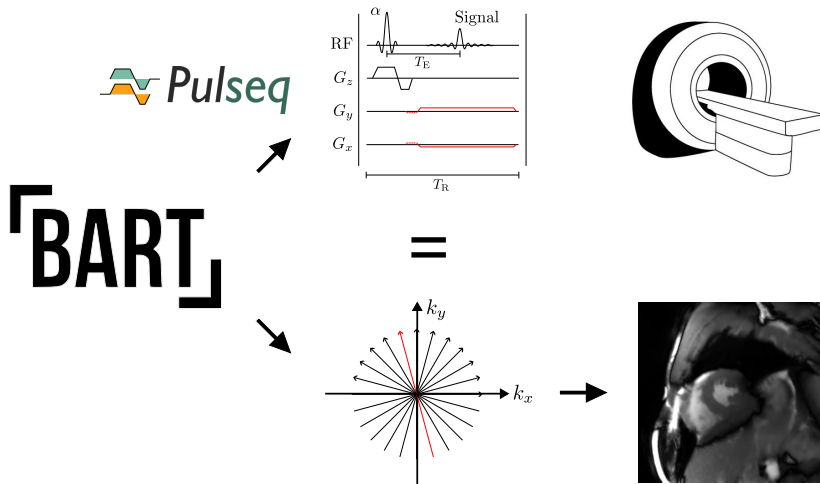 Pulseq
α
Signal
RF
T_E
G_z
G_y
G_x
T_R
BART
=
k_y
k_x